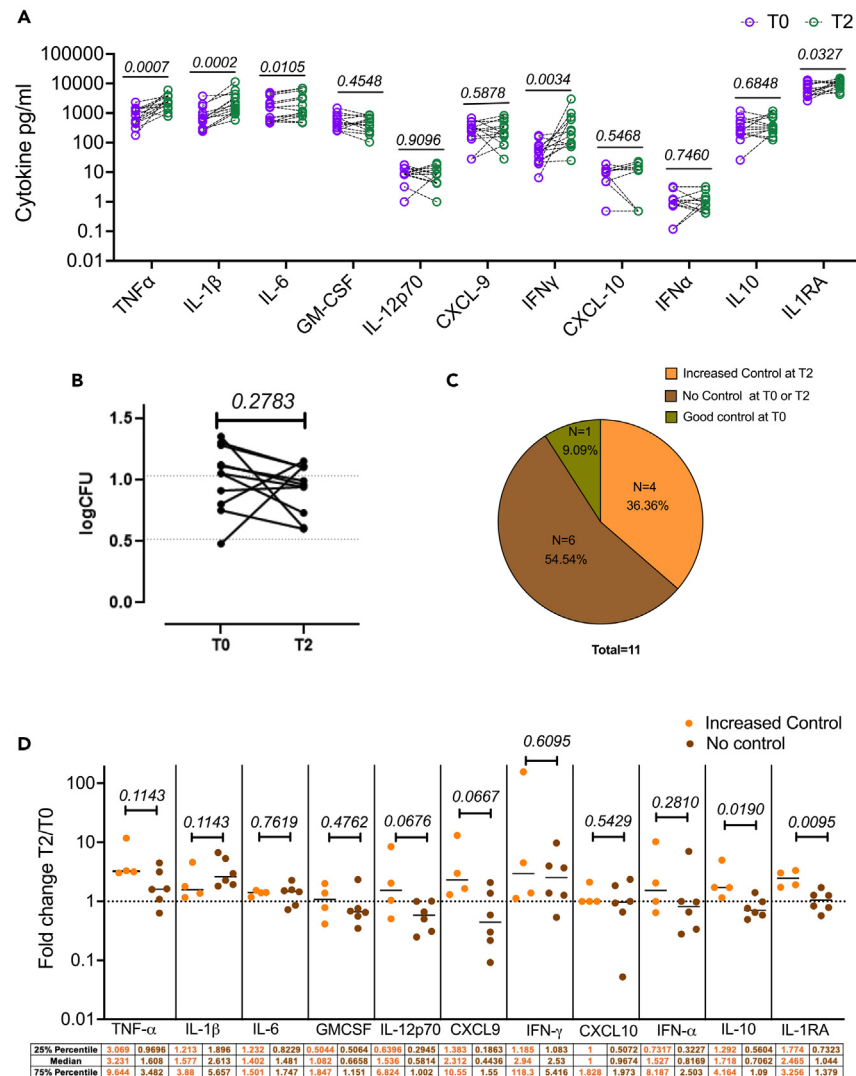 A
T0 T2
Cytokine pg/ml
100000
10000
1000
100
10
1
0.1
0.01
0.0007 0.0002 0.0105 0.4548 0.9096 0.5878 0.0034 0.5468 0.7460 0.6848 0.0327
TNFα IL-1β IL-6 GM-CSF IL-12p70 CXCL-9 IFNγ CXCL-10 IFNα IL10 IL1RA
B
0.2783
logCFU
1.5
1.0
0.5
0.0
T0 T2
C
Increased Control at T2
No Control at T0 or T2
Good control at T0
N=1
9.09%
N=4
36.36%
N=6
54.54%
Total=11
D
Increased Control
No control
Fold change T2/T0
100
10
1
0.1
0.01
0.1143 0.1143 0.7619 0.4762 0.0676 0.0667 0.6095 0.5429 0.2810 0.0190 0.0095
TNF-α IL-1β IL-6 GMCSF IL-12p70 CXCL9 IFN-γ CXCL10 IFN-α IL-10 IL-1RA
25% Percentile 3.069 0.9696 1.213 1.896 1.232 0.8229 0.5044 0.5064 0.6396 0.2945 1.383 0.1863 1.185 1.083 1 0.5072 0.7317 0.3227 1.292 0.5604 1.774 0.7323
Median 3.231 1.608 1.577 2.613 1.402 1.481 1.082 0.6658 1.536 0.5814 2.312 0.4436 2.94 2.53 1 0.9674 1.527 0.8169 1.718 0.7062 2.465 1.044
75% Percentile 9.644 3.482 3.88 5.657 1.501 1.747 1.847 1.151 6.824 1.002 10.55 1.55 118.3 5.416 1.828 1.973 8.187 2.503 4.164 1.09 3.256 1.379